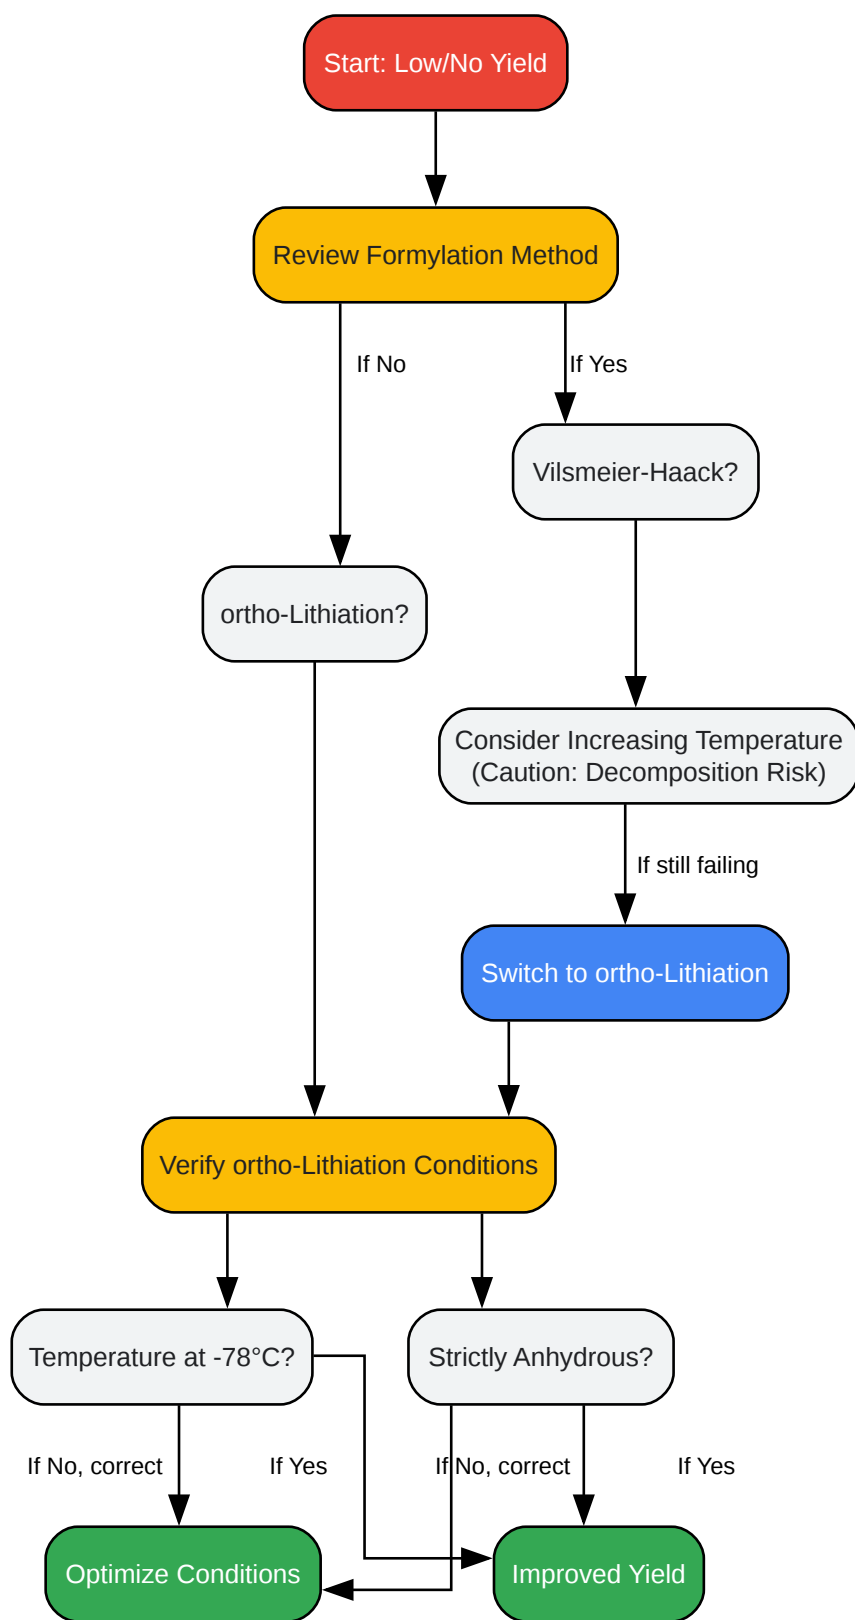 Start: Low/No Yield
Review Formylation Method
If No
If Yes
Vilsmeier-Haack?
ortho-Lithiation?
Consider Increasing Temperature
(Caution: Decomposition Risk)
If still failing
Switch to ortho-Lithiation
Verify ortho-Lithiation Conditions
Temperature at -78°C?
Strictly Anhydrous?
If No, correct
If Yes
If No, correct
If Yes
Optimize Conditions
Improved Yield